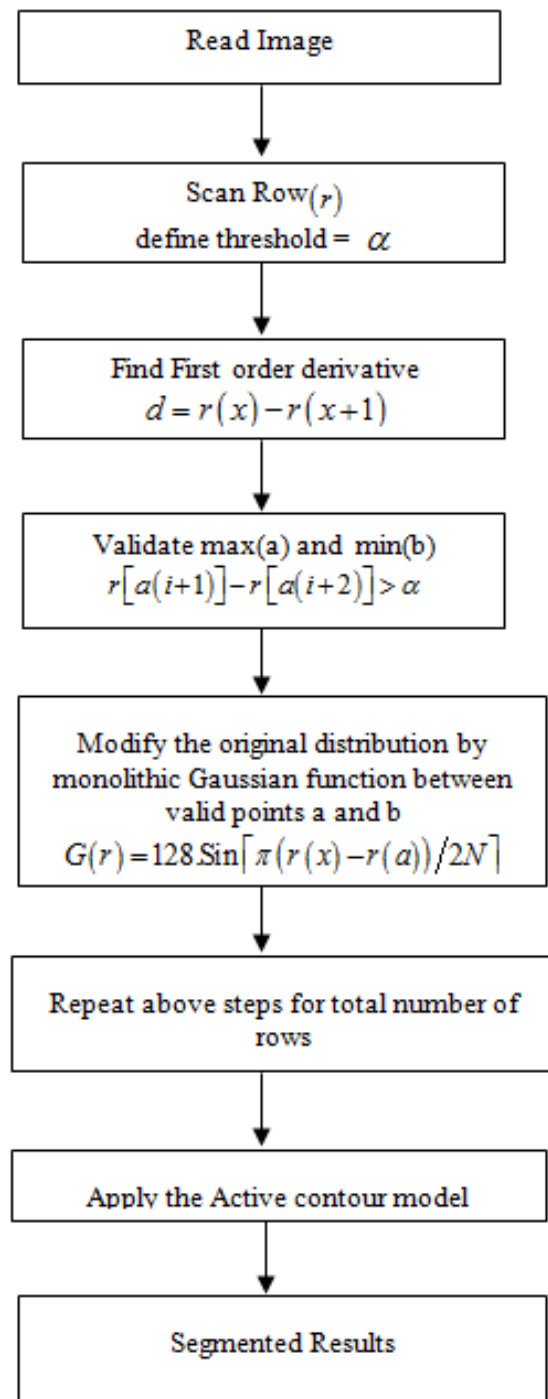 Read Image
Scan Row(r)
define threshold = α
Find First order derivative
d = r(x)−r(x+1)
Validate max(a) and min(b)
r[a(i+1)]−r[a(i+2)]>α
Modify the original distribution by
monolithic Gaussian function between
valid points a and b
G(r)=128.Sin⌈π(r(x)−r(a))/2N⌉
Repeat above steps for total number of
rows
Apply the Active contour model
Segmented Results